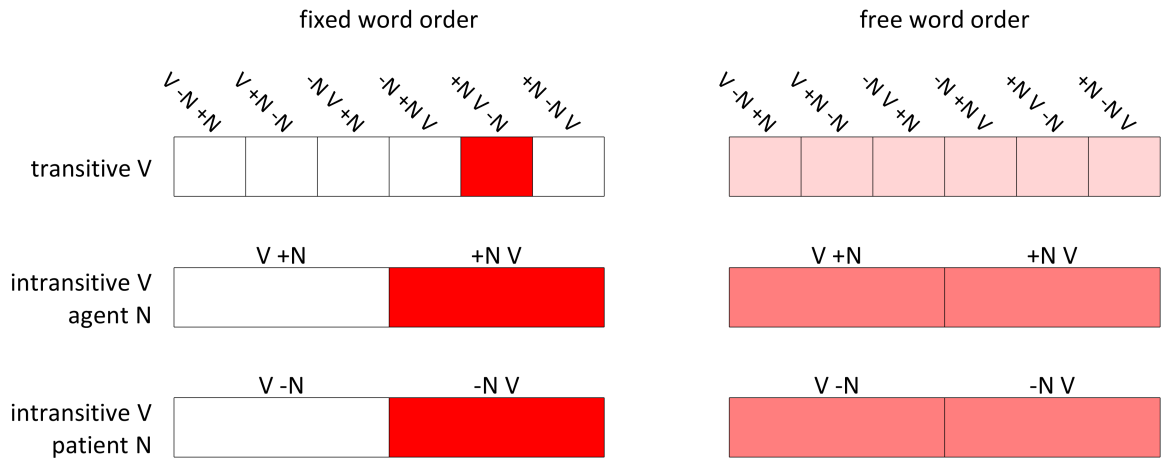 fixed word order
free word order
V -N +N
V +N -N
-N V +N
-N +N V
+N V -N
+N -N V
V -N +N
V +N -N
-N V +N
-N +N V
+N V -N
+N -N V
transitive V
V +N
+N V
V +N
+N V
intransitive V
agent N
V -N
-N V
V -N
-N V
intransitive V
patient N